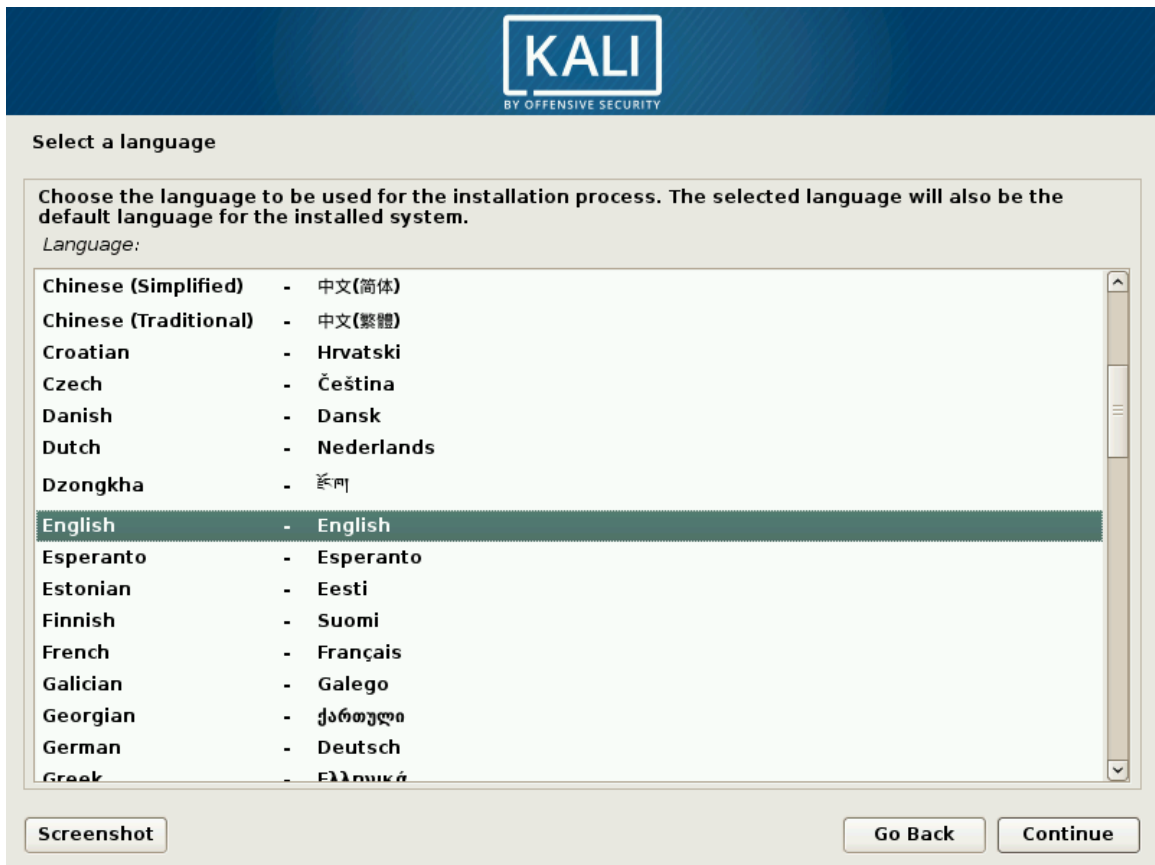 KALI
BY OFFENSIVE SECURITY
Select a language
Choose the language to be used for the installation process. The selected language will also be the
default language for the installed system.
Language:
Chinese (Simplified) - 中文(简体)
Chinese (Traditional) - 中文(繁體)
Croatian - Hrvatski
Czech - Čeština
Danish - Dansk
Dutch - Nederlands
Dzongkha - རྫོང་ཁ།
English - English
Esperanto - Esperanto
Estonian - Eesti
Finnish - Suomi
French - Français
Galician - Galego
Georgian - ქართული
German - Deutsch
Greek - Ελληνικά
Screenshot Go Back Continue